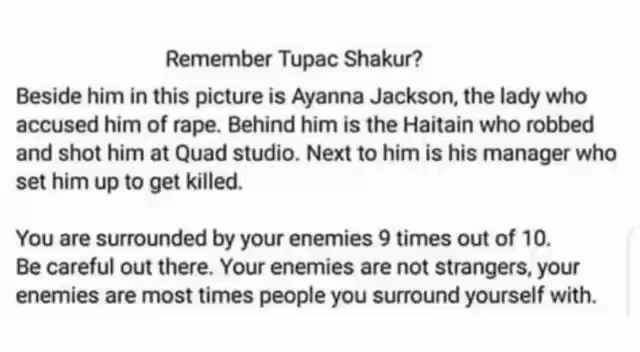 Remember Tupac Shakur?
Beside him in this picture is Ayanna Jackson, the lady who
accused him of rape. Behind him is the Haitain who robbed
and shot him at Quad studio. Next to him is his manager who
set him up to get killed.
You are surrounded by your enemies 9 times out of 10.
Be careful out there. Your enemies are not strangers, your
enemies are most times people you surround yourself with.